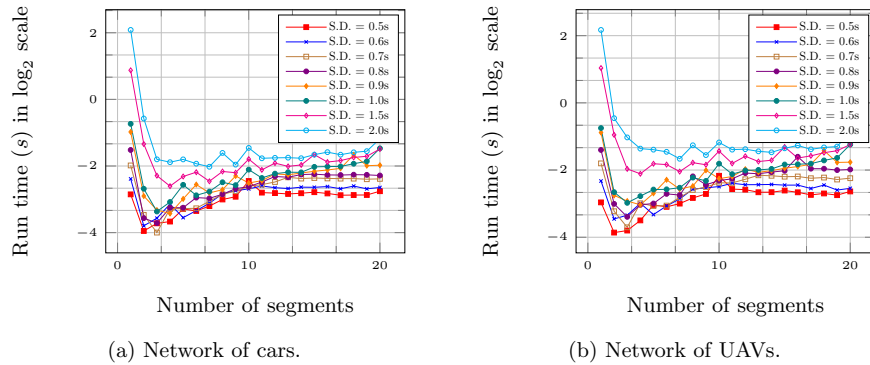 Run time (s) in log2 scale
2
0
−2
−4
0
10
20
S.D. = 0.5s
S.D. = 0.6s
S.D. = 0.7s
S.D. = 0.8s
S.D. = 0.9s
S.D. = 1.0s
S.D. = 1.5s
S.D. = 2.0s
Number of segments
(a) Network of cars.
Run time (s) in log2 scale
2
0
−2
−4
0
10
20
S.D. = 0.5s
S.D. = 0.6s
S.D. = 0.7s
S.D. = 0.8s
S.D. = 0.9s
S.D. = 1.0s
S.D. = 1.5s
S.D. = 2.0s
Number of segments
(b) Network of UAVs.